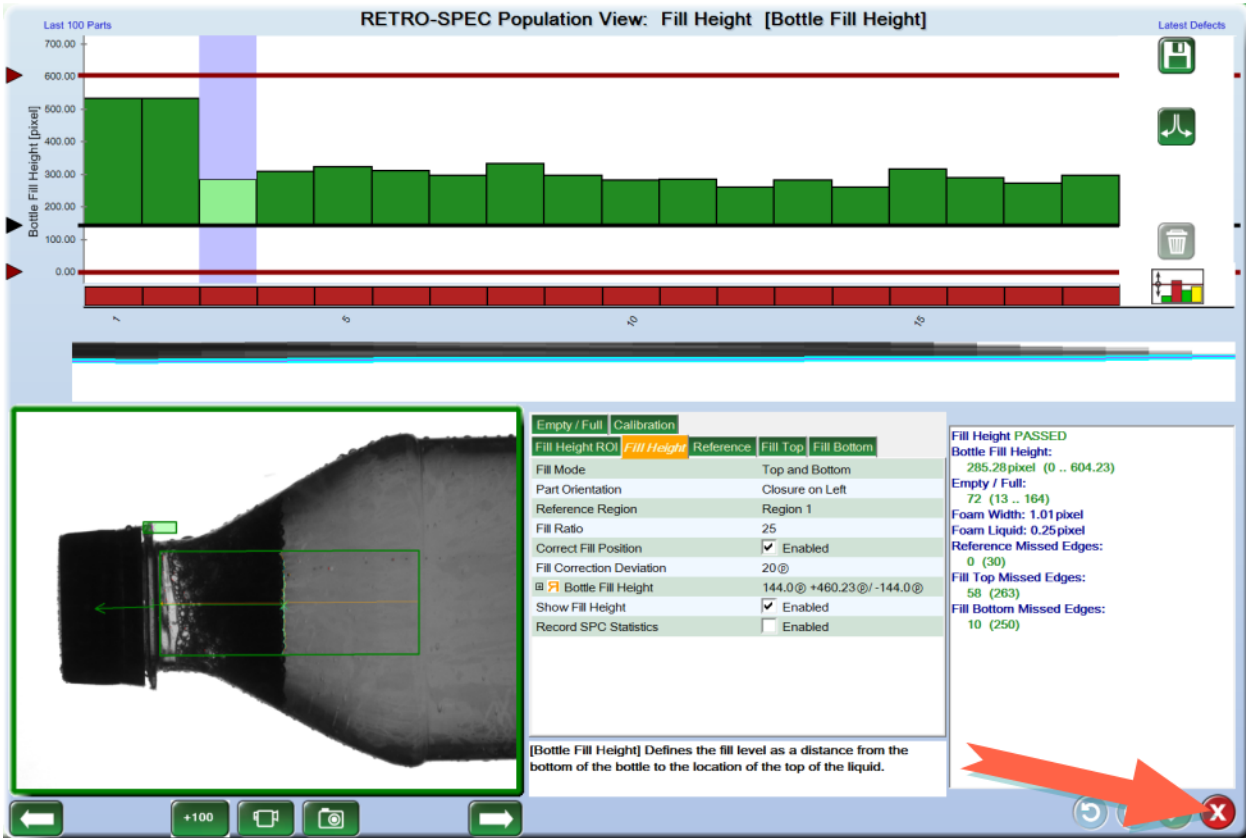 Last 100 Parts
RETRO-SPEC Population View: Fill Height [Bottle Fill Height]
Latest Defects
Bottle Fill Height [pixel]
700.00
600.00
500.00
400.00
300.00
200.00
100.00
0.00
1
5
10
15
Empty / Full
Calibration
Fill Height ROI
Fill Height
Reference
Fill Top
Fill Bottom
Fill Mode Top and Bottom
Part Orientation Closure on Left
Reference Region Region 1
Fill Ratio 25
Correct Fill Position Enabled
Fill Correction Deviation 20Ⓟ
Я Bottle Fill Height 144.0Ⓟ +460.23Ⓟ/ -144.0Ⓟ
Show Fill Height Enabled
Record SPC Statistics Enabled
[Bottle Fill Height] Defines the fill level as a distance from the
bottom of the bottle to the location of the top of the liquid.
Fill Height PASSED
Bottle Fill Height:
285.28pixel (0 .. 604.23)
Empty / Full:
72 (13 .. 164)
Foam Width: 1.01pixel
Foam Liquid: 0.25pixel
Reference Missed Edges:
0 (30)
Fill Top Missed Edges:
58 (263)
Fill Bottom Missed Edges:
10 (250)
+100
X